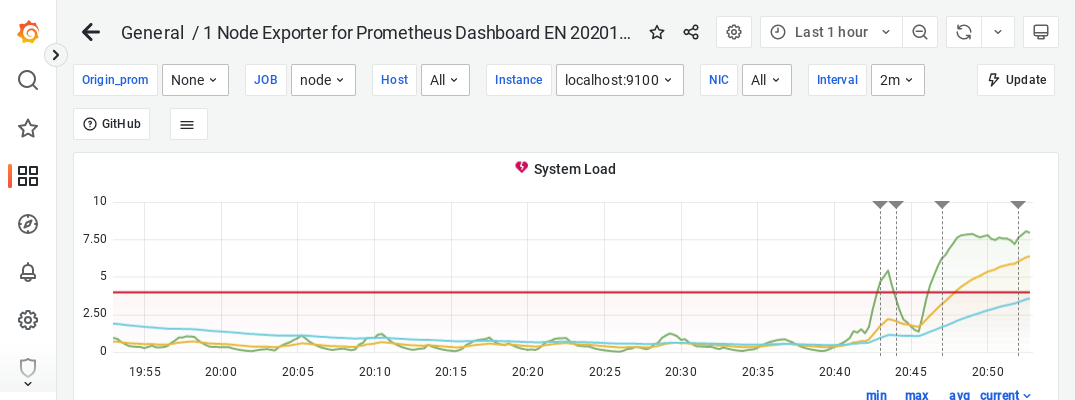 General / 1 Node Exporter for Prometheus Dashboard EN 20201...
Last 1 hour
Origin_prom None JOB node Host All Instance localhost:9100 NIC All Interval 2m Update
GitHub
System Load
10
7.50
5
2.50
0
19:55 20:00 20:05 20:10 20:15 20:20 20:25 20:30 20:35 20:40 20:45 20:50
min max avg current